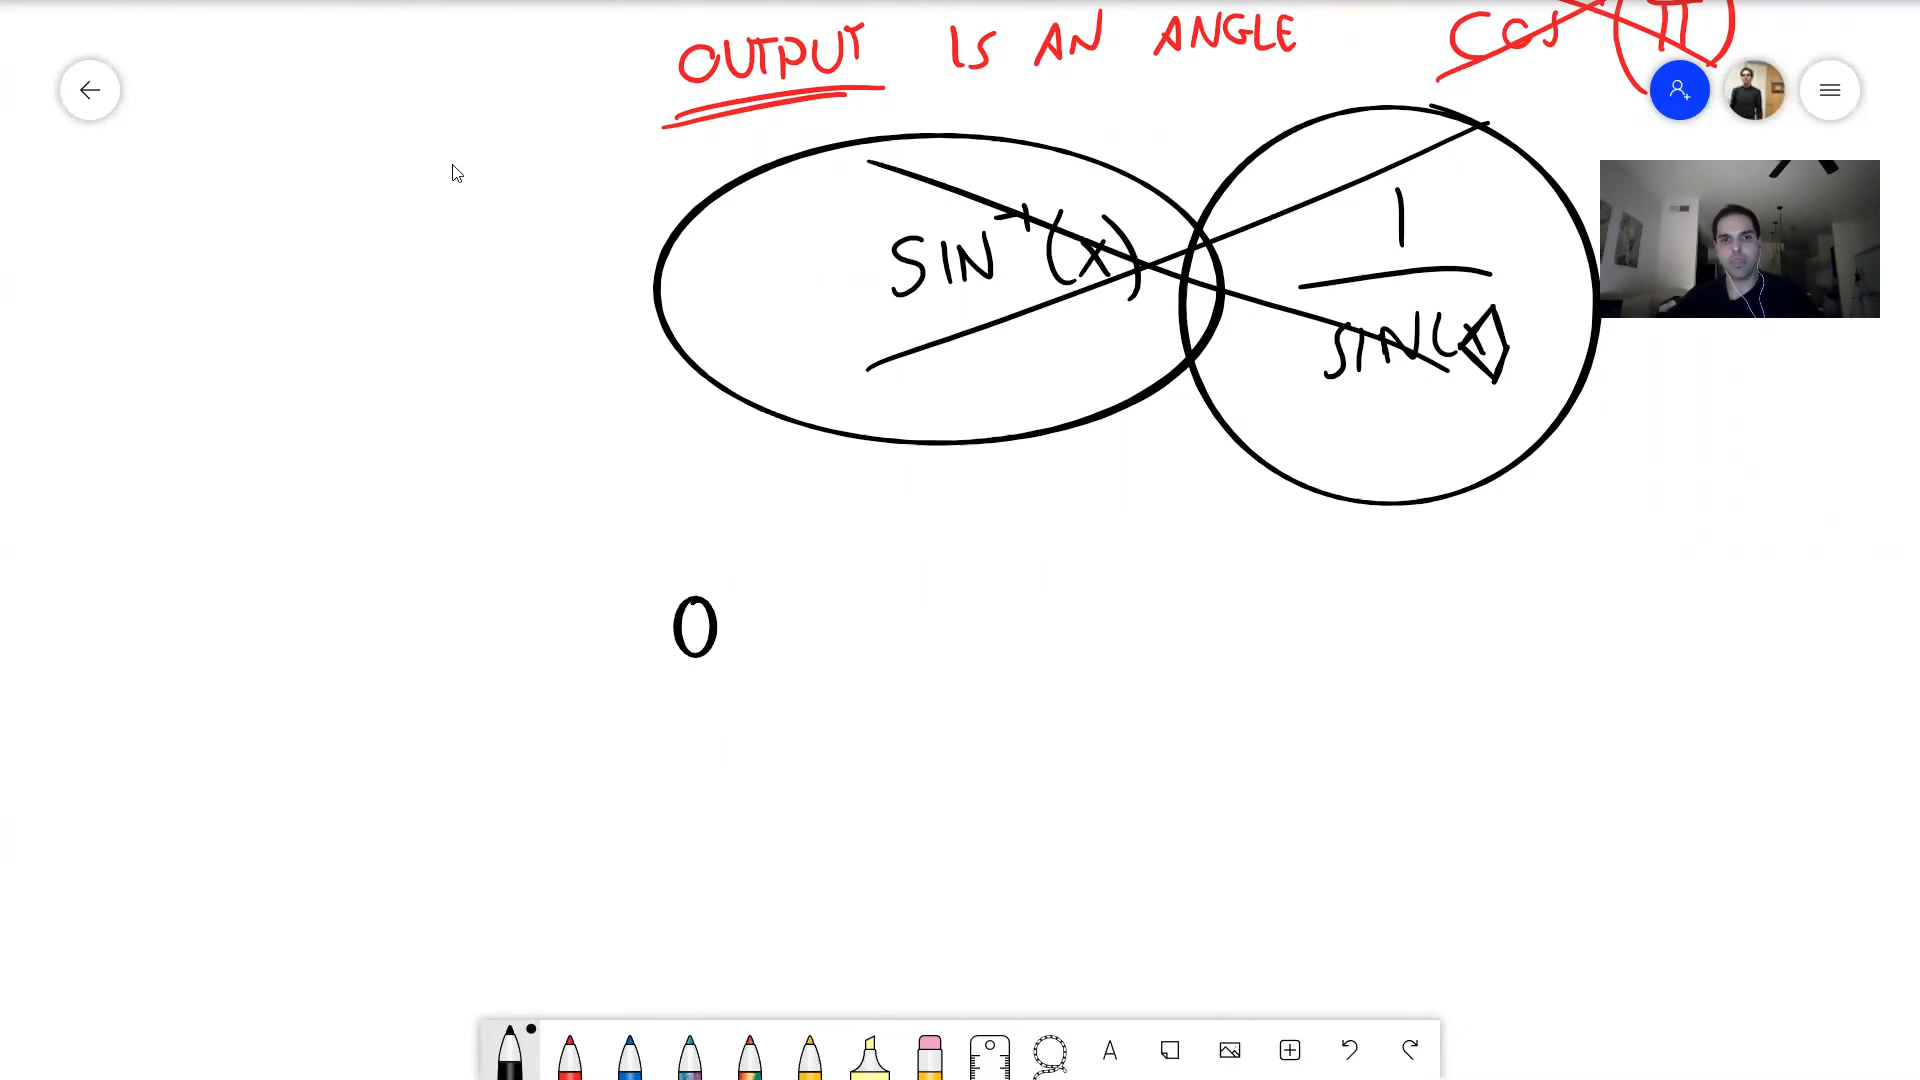 OUTPUT IS AN ANGLE
COS (π)
SIN⁻¹(x)
1
SIN(x)
0
A